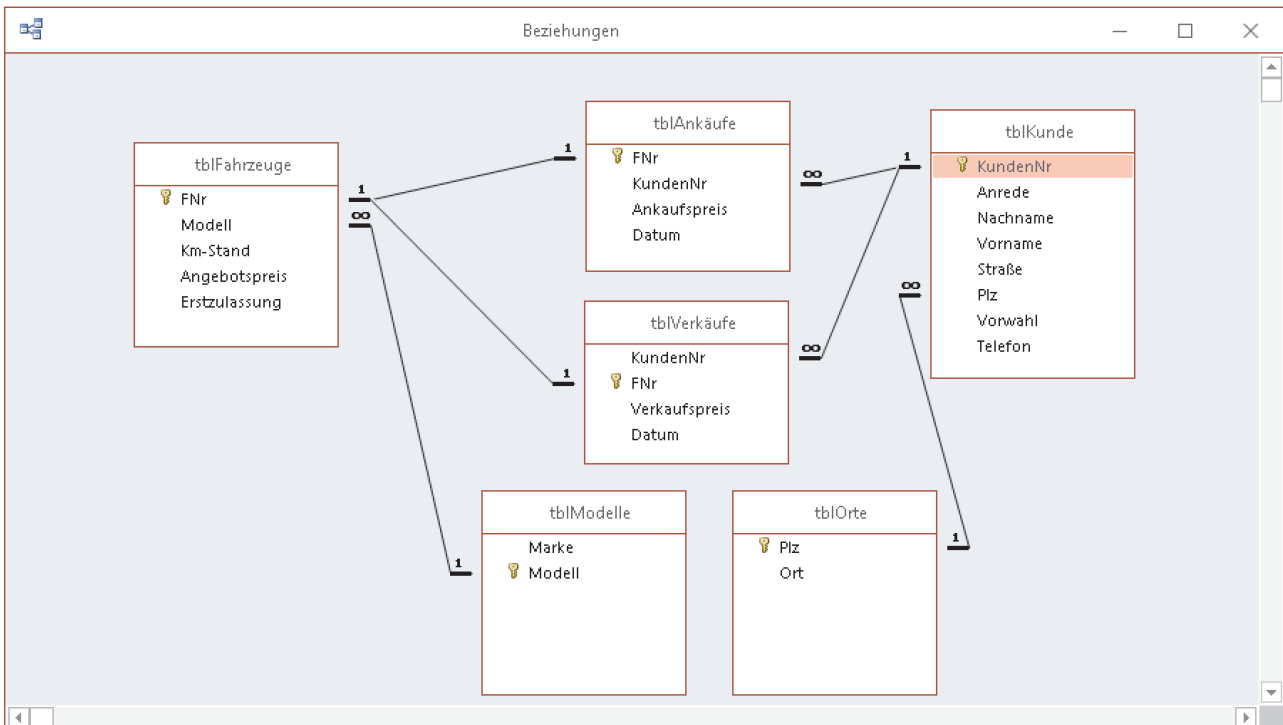 Beziehungen
tblFahrzeuge
FNr
Modell
Km-Stand
Angebotspreis
Erstzulassung
1
∞
tblAnkäufe
FNr
KundenNr
Ankaufspreis
Datum
1
∞
tblVerkäufe
KundenNr
FNr
Verkaufspreis
Datum
1
∞
tblKunde
KundenNr
Anrede
Nachname
Vorname
Straße
Plz
Vorwahl
Telefon
1
∞
tblModelle
Marke
Modell
1
tblOrte
Plz
Ort
1